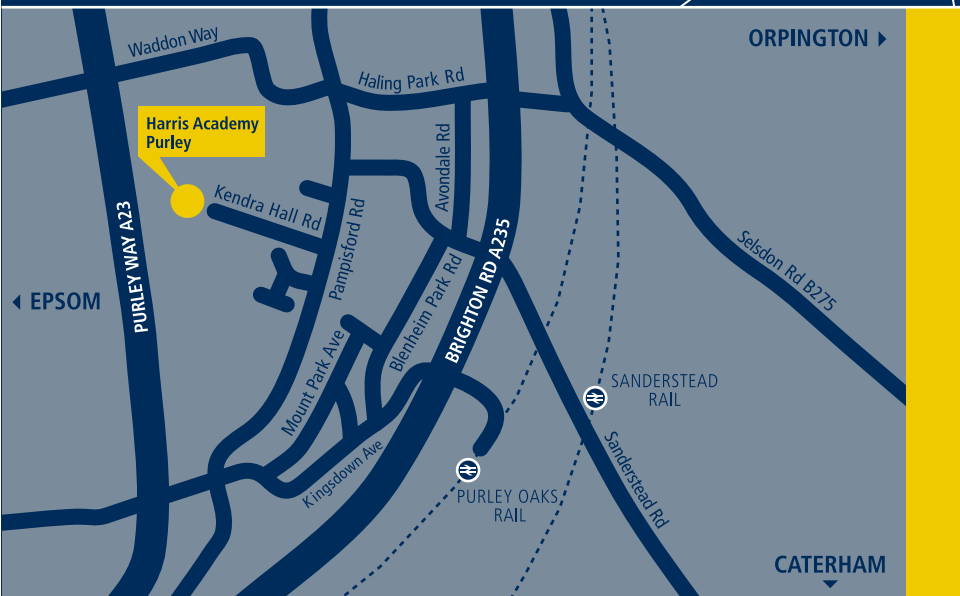 ORPINGTON
Waddon Way
Haling Park Rd
Harris Academy
Purley
Avondale Rd
Kendra Hall Rd
Pampisford Rd
PURLEY WAY A23
BRIGHTON RD A235
Selsdon Rd B275
EPSOM
Blenheim Park Rd
Mount Park Ave
SANDERSTEAD
RAIL
Kingsdown Ave
Sanderstead Rd
PURLEY OAKS
RAIL
CATERHAM